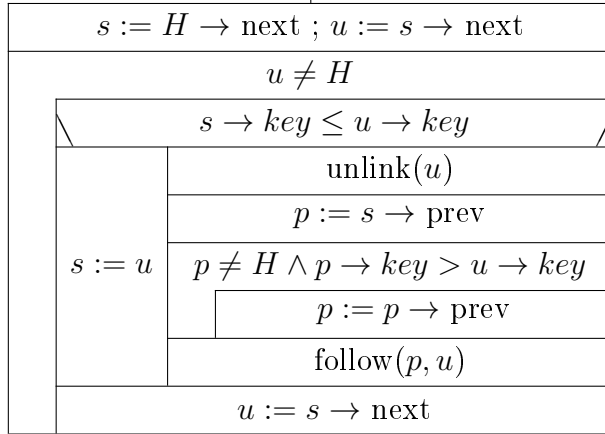 s := H → next ; u := s → next
u ≠ H
s → key ≤ u → key
s := u
unlink(u)
p := s → prev
p ≠ H ∧ p → key > u → key
p := p → prev
follow(p, u)
u := s → next